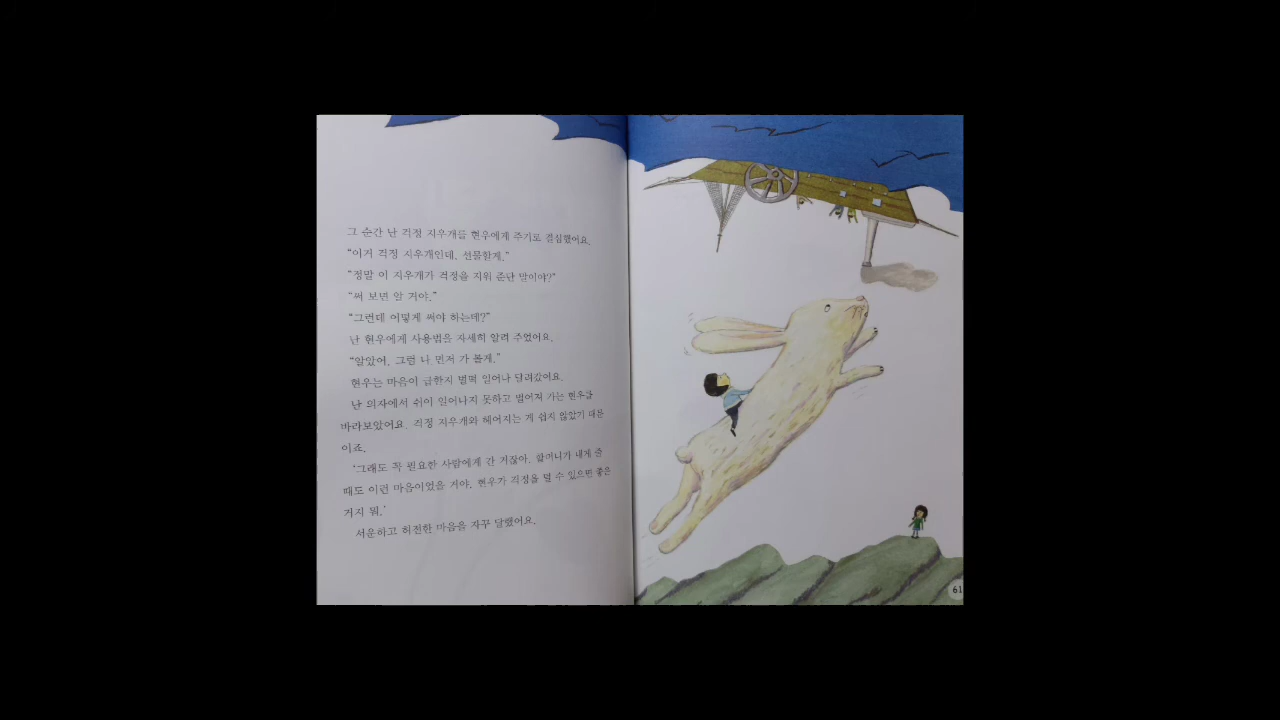 그 순간 난 걱정 지우개를 현우에게 주기로 결심했어요.
"이거 걱정 지우개인데, 선물할게."
"정말 이 지우개가 걱정을 지워 준단 말이야?"
"써 보면 알 거야."
"그런데 어떻게 써야 하는데?"
난 현우에게 사용법을 자세히 알려 주었어요.
"알았어, 그럼 나 먼저 가 볼게."
현우는 마음이 급한지 벌떡 일어나 달려갔어요.
난 의자에서 쉬이 일어나지 못하고 멀어져 가는 현우를
바라보았어요. 걱정 지우개와 헤어지는 게 쉽지 않았기 때문
이죠.
'그래도 꼭 필요한 사람에게 간 거잖아. 할머니가 내게 줄
때도 이런 마음이었을 거야. 현우가 걱정을 덜 수 있으면 좋은
거지 뭐.'
서운하고 허전한 마음을 자꾸 달랬어요.
61